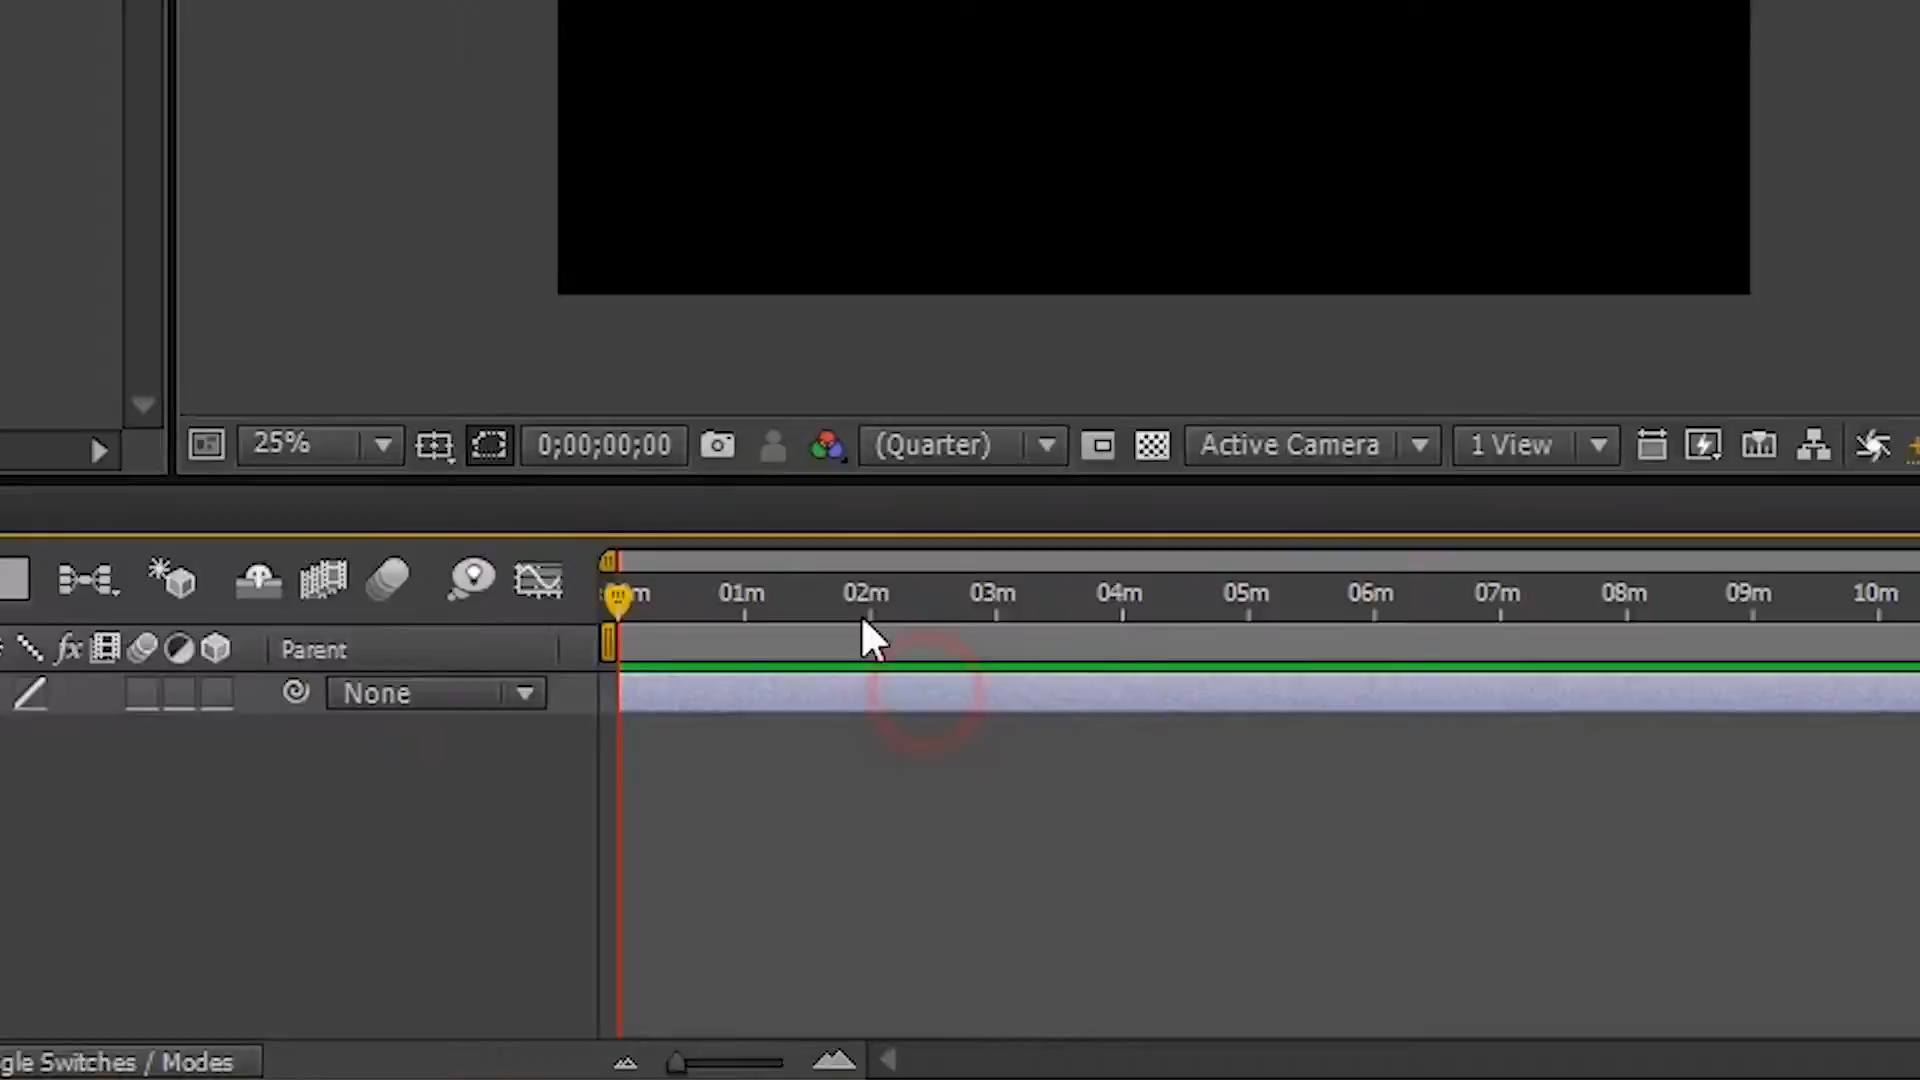 25%
0;00;00;00
(Quarter)
Active Camera
1 View
m 01m 02m 03m 04m 05m 06m 07m 08m 09m 10m
fx
Parent
None
gle Switches / Modes